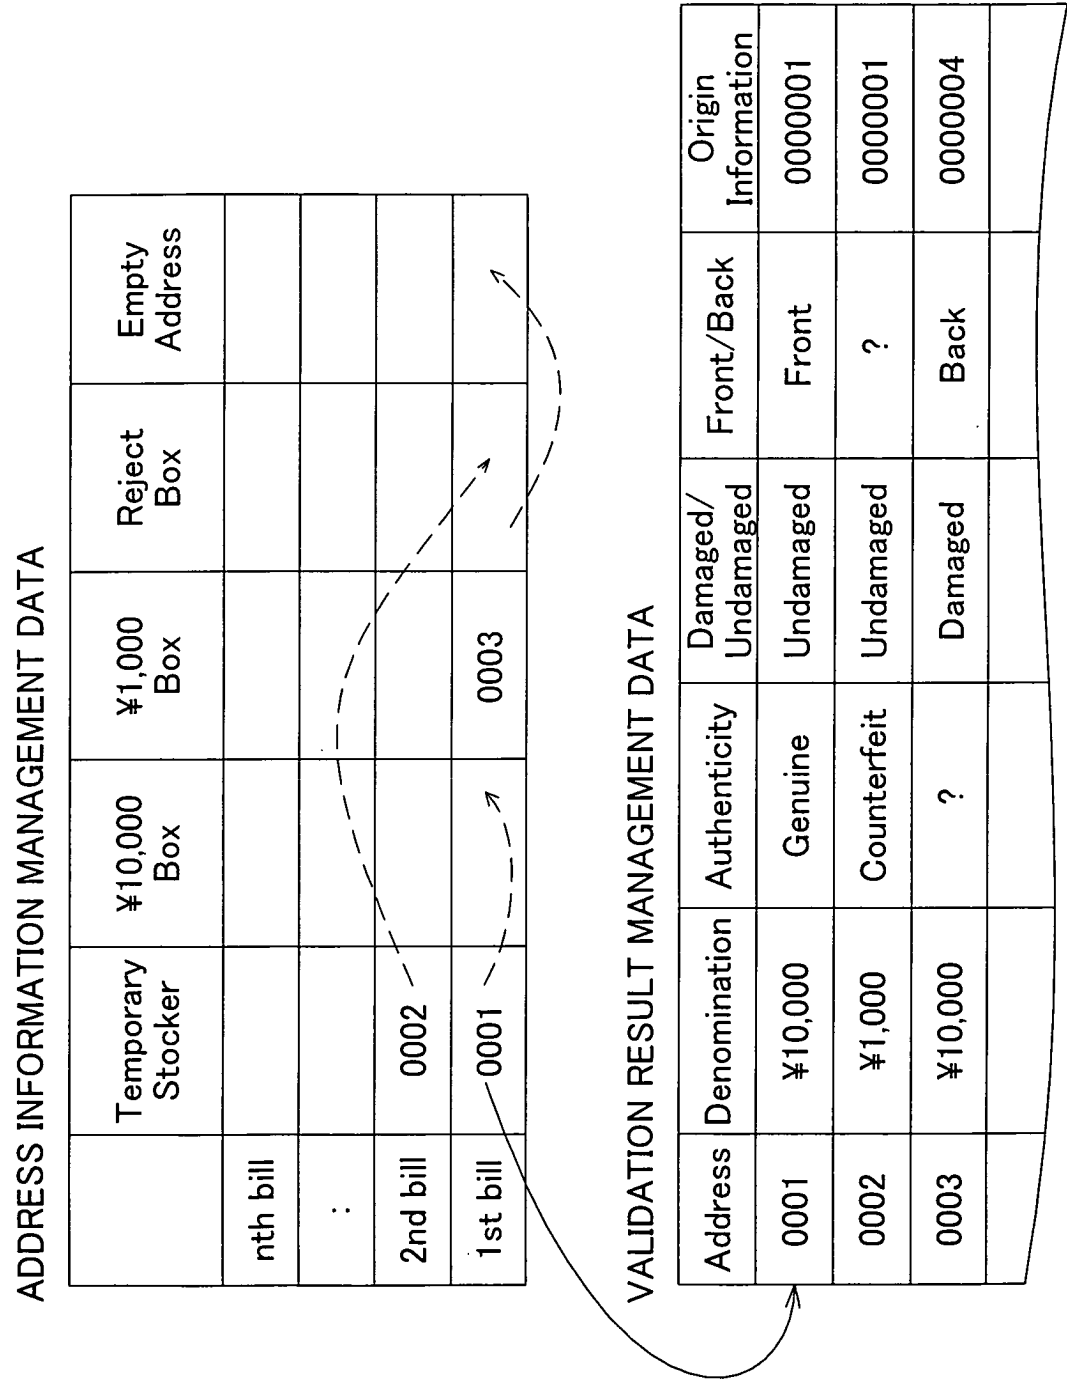 ADDRESS INFORMATION MANAGEMENT DATA
Temporary Stocker ¥10,000 Box ¥1,000 Box Reject Box Empty Address
nth bill
:
2nd bill 0002
1st bill 0001 0003
VALIDATION RESULT MANAGEMENT DATA
Address Denomination Authenticity Damaged/ Undamaged Front/Back Origin Information
0001 ¥10,000 Genuine Undamaged Front 0000001
0002 ¥1,000 Counterfeit Undamaged ? 0000001
0003 ¥10,000 ? Damaged Back 0000004